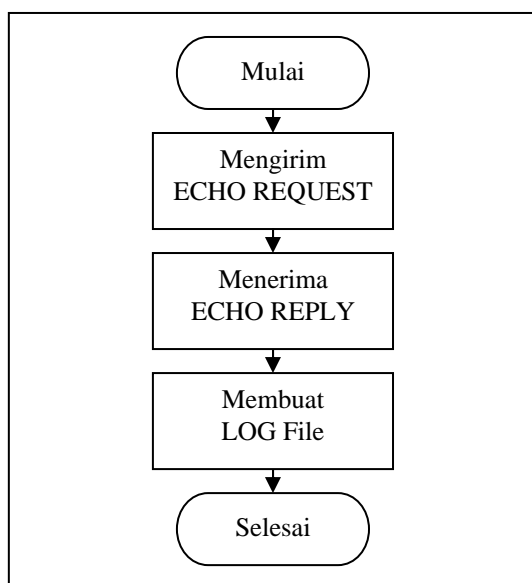 Mulai
Mengirim
ECHO REQUEST
Menerima
ECHO REPLY
Membuat
LOG File
Selesai